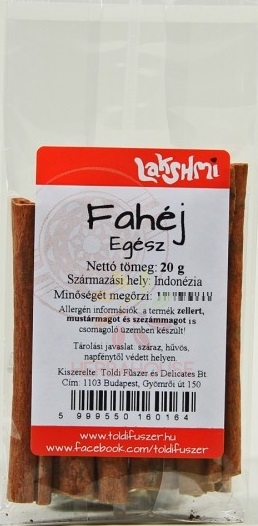 Lakshmi
Fahéj
Egész
Nettó tömeg: 20 g
Származási hely: Indonézia
Minőségét megőrzi:
Allergén információk: a termék zellert,
mustármagot és szezámmagot is
csomagoló üzemben készült!
Tárolási javaslat: száraz, hűvös,
napfénytől védett helyen.
Kiszerelte: Toldi Fűszer és Delicates Bt.
Cím: 1103 Budapest, Gyömrői út 150
5 999550 160164
www.toldifuszer.hu
www.facebook.com/toldifuszer